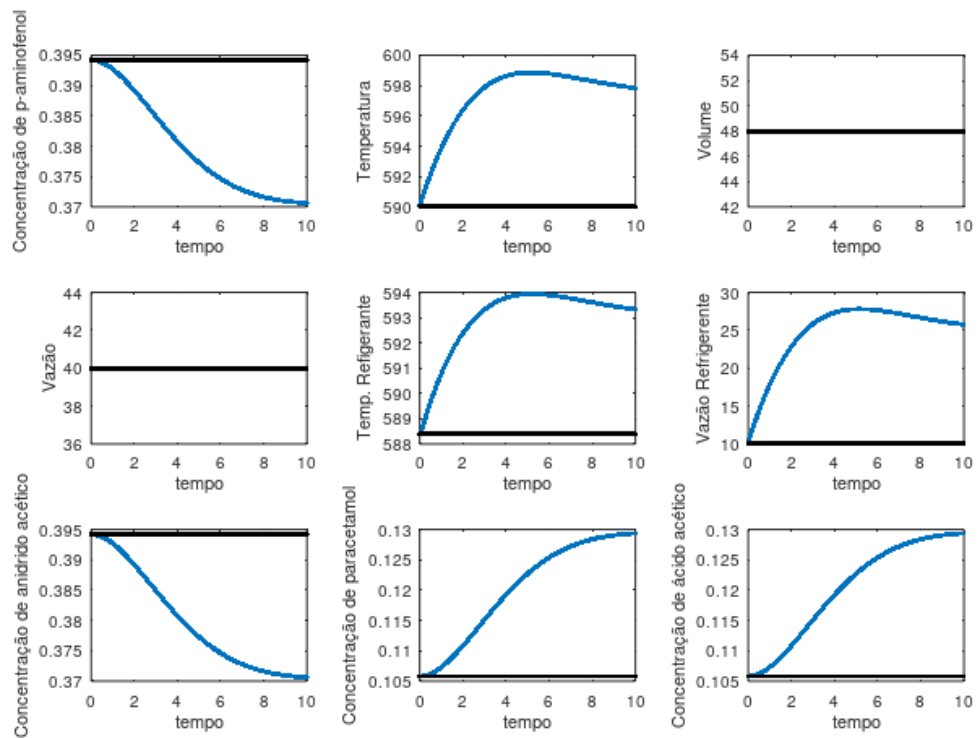 Concentração de p-aminofenol
0.395
0.39
0.385
0.38
0.375
0.37
0 2 4 6 8 10
tempo
Temperatura
600
598
596
594
592
590
0 2 4 6 8 10
tempo
Volume
54
52
50
48
46
44
42
0 2 4 6 8 10
tempo
Vazão
44
42
40
38
36
0 2 4 6 8 10
tempo
Temp. Refigerante
594
593
592
591
590
589
588
0 2 4 6 8 10
tempo
Vazão Refrigerente
30
25
20
15
10
0 2 4 6 8 10
tempo
Concentração de anidrido acético
0.395
0.39
0.385
0.38
0.375
0.37
0 2 4 6 8 10
tempo
Concentração de paracetamol
0.13
0.125
0.12
0.115
0.11
0.105
0 2 4 6 8 10
tempo
Concentração de ácido acético
0.13
0.125
0.12
0.115
0.11
0.105
0 2 4 6 8 10
tempo